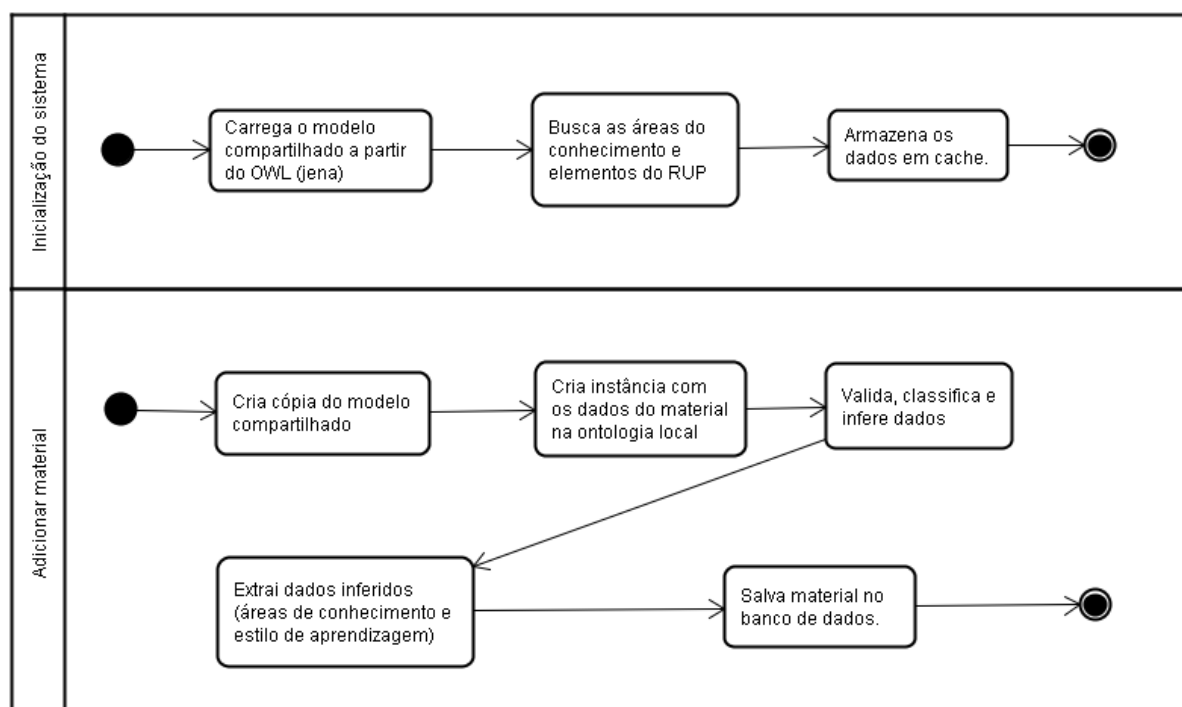 Inicialização do sistema
Carrega o modelo
compartilhado a partir
do OWL (jena)
Busca as áreas do
conhecimento e
elementos do RUP
Armazena os
dados em cache.
Adicionar material
Cria cópia do modelo
compartilhado
Cria instância com
os dados do material
na ontologia local
Valida, classifica e
infere dados
Extrai dados inferidos
(áreas de conhecimento e
estilo de aprendizagem)
Salva material no
banco de dados.